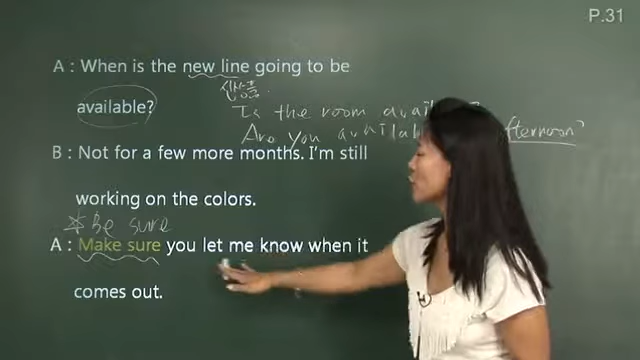 P.31
A : When is the new line going to be
신상품.
available?
Is the room avail
Are you availab fternoon?
B : Not for a few more months. I'm still
working on the colors.
☆ Be sure
A : Make sure you let me know when it
comes out.